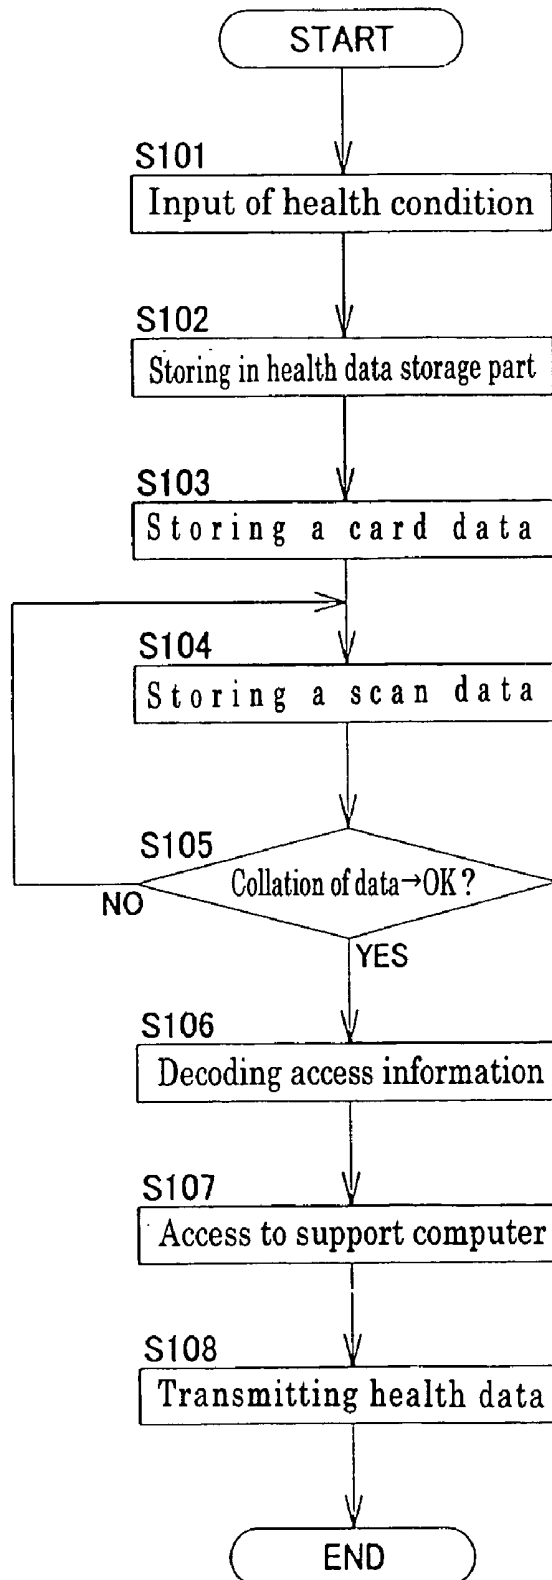 START
S101
Input of health condition
S102
Storing in health data storage part
S103
Storing a card data
S104
Storing a scan data
S105
Collation of data→OK?
NO
YES
S106
Decoding access information
S107
Access to support computer
S108
Transmitting health data
END